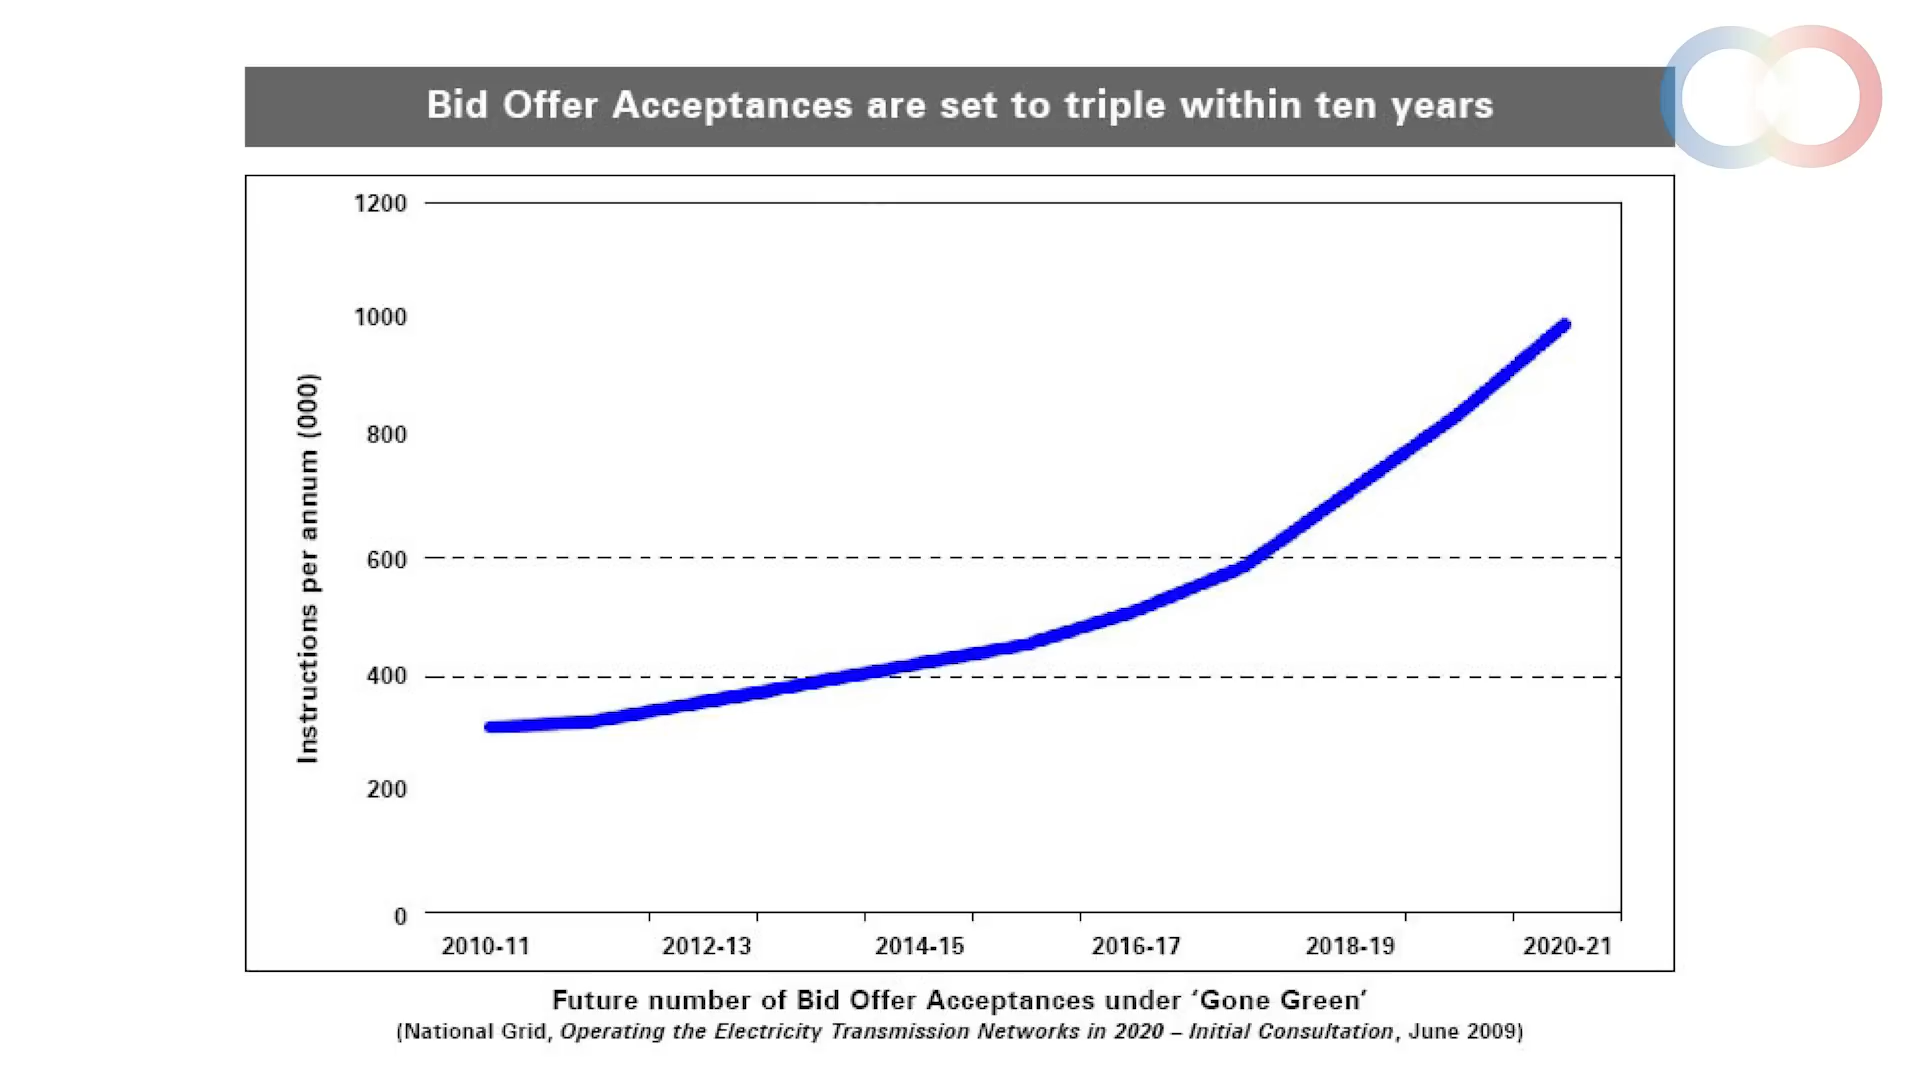 Bid Offer Acceptances are set to triple within ten years
1200
1000
800
600
400
200
0
Instructions per annum (000)
2010-11 2012-13 2014-15 2016-17 2018-19 2020-21
Future number of Bid Offer Acceptances under ‘Gone Green’
(National Grid, Operating the Electricity Transmission Networks in 2020 – Initial Consultation, June 2009)